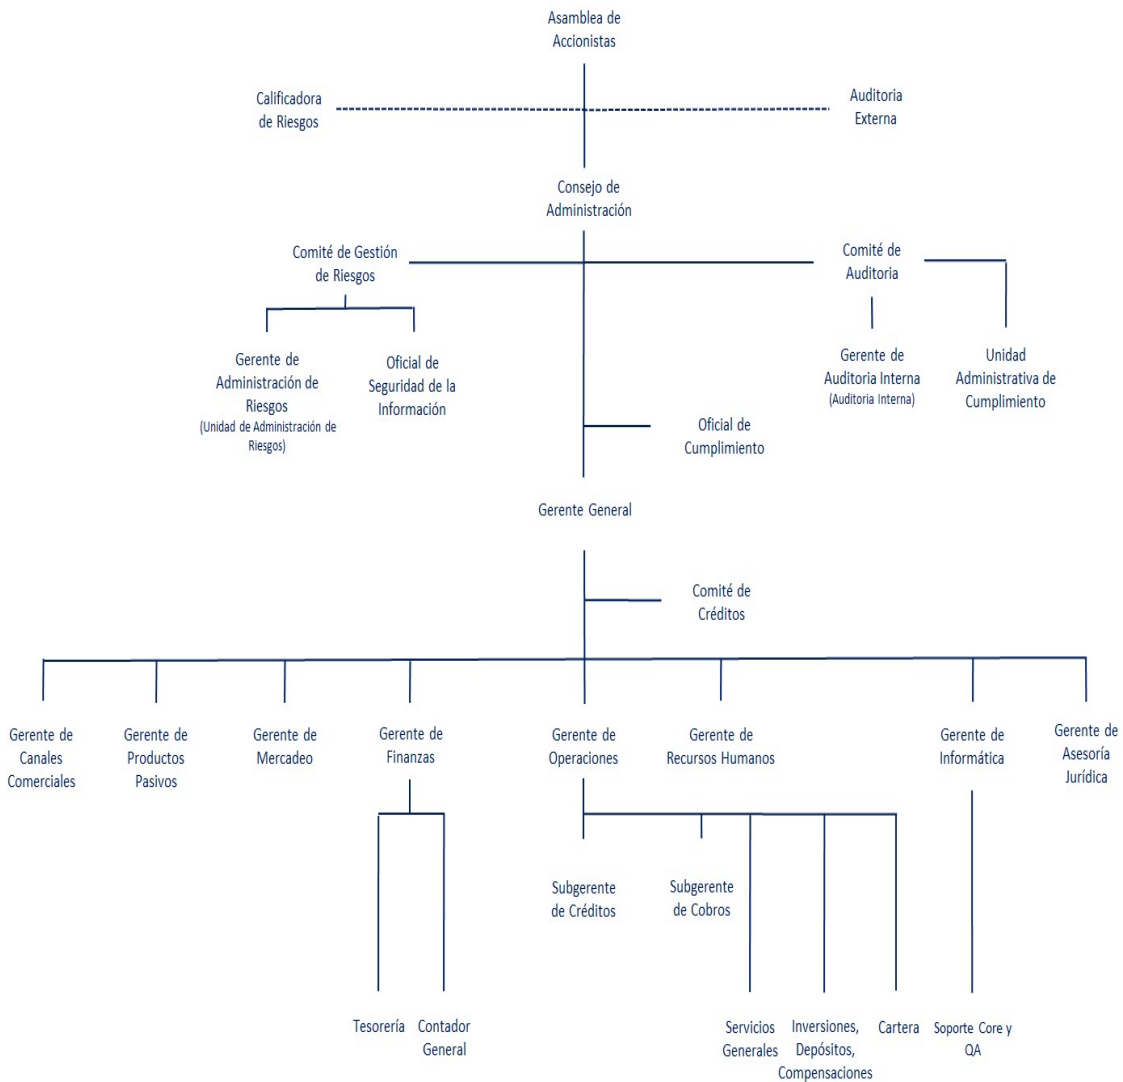 Asamblea de
Accionistas
Calificadora
de Riesgos
Auditoria
Externa
Consejo de
Administración
Comité de Gestión
de Riesgos
Comité de
Auditoria
Gerente de
Administración de
Riesgos
(Unidad de Administración de
Riesgos)
Oficial de
Seguridad de la
Información
Gerente de
Auditoria Interna
(Auditoria Interna)
Unidad
Administrativa de
Cumplimiento
Oficial de
Cumplimiento
Gerente General
Comité de
Créditos
Gerente de
Canales
Comerciales
Gerente de
Productos
Pasivos
Gerente de
Mercadeo
Gerente de
Finanzas
Gerente de
Operaciones
Gerente de
Recursos Humanos
Gerente de
Informática
Gerente de
Asesoría
Jurídica
Subgerente
de Créditos
Subgerente
de Cobros
Tesorería
Contador
General
Servicios
Generales
Inversiones,
Depósitos,
Compensaciones
Cartera
Soporte Core y
QA